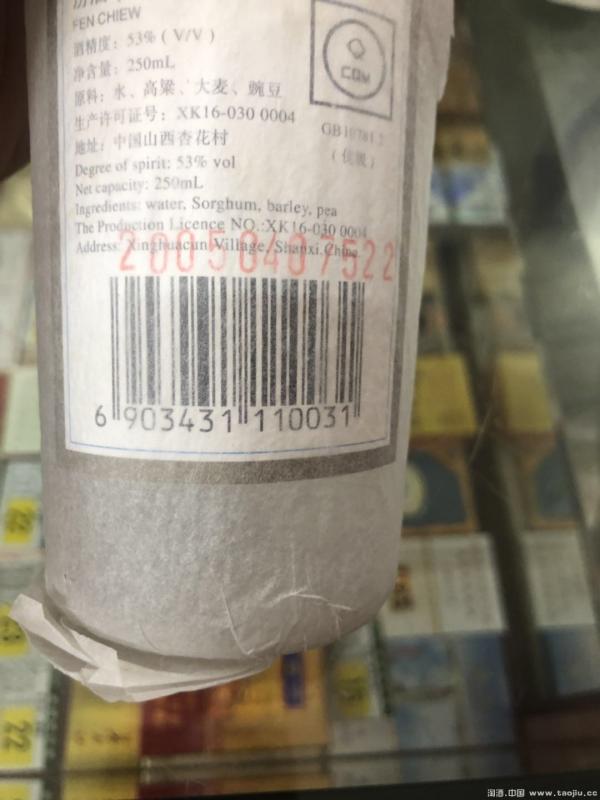 FEN CHIEW
酒精度：53%（V/V）
净含量：250mL
原料：水、高粱、大麦、豌豆
生产许可证号：XK16-030 0004
地址：中国山西杏花村
Degree of spirit: 53% vol
Net capacity: 250mL
Ingredients: water, Sorghum, barley, pea
The Production Licence NO.:XK16-030 0004
Address: Xinghuacun Village, Shanxi, China
20050407522
6 903431 110031
CQM
GB10781.2
（优级）
22
22
淘酒.中国 www.taojiu.cc